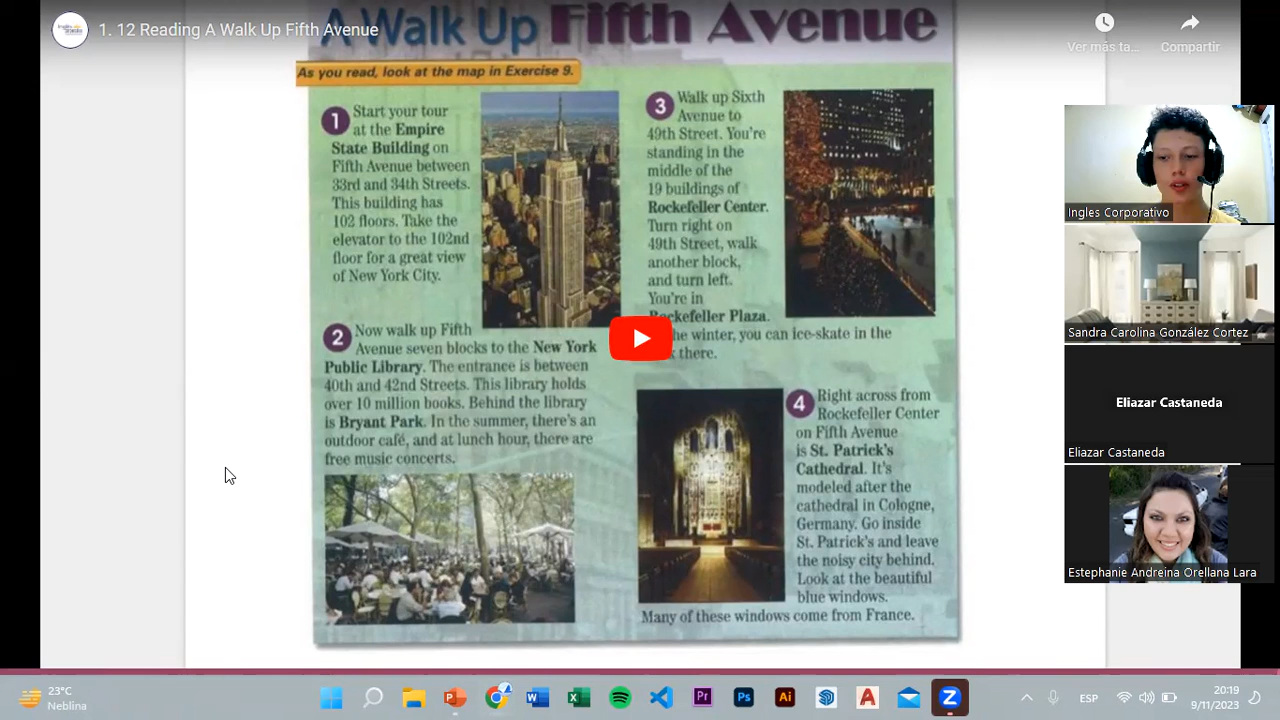 1. 12 Reading A Walk Up Fifth Avenue
Ver más ta...
Compartir
A Walk Up Fifth Avenue
As you read, look at the map in Exercise 9.
1 Start your tour
at the Empire
State Building on
Fifth Avenue between
33rd and 34th Streets.
This building has
102 floors. Take the
elevator to the 102nd
floor for a great view
of New York City.
2 Now walk up Fifth
Avenue seven blocks to the New York
Public Library. The entrance is between
40th and 42nd Streets. This library holds
over 10 million books. Behind the library
is Bryant Park. In the summer, there's an
outdoor café, and at lunch hour, there are
free music concerts.
3 Walk up Sixth
Avenue to
49th Street. You're
standing in the
middle of the
19 buildings of
Rockefeller Center.
Turn right on
49th Street, walk
another block,
and turn left.
You're in
Rockefeller Plaza.
the winter, you can ice-skate in the
there.
4 Right across from
Rockefeller Center
on Fifth Avenue
is St. Patrick's
Cathedral. It's
modeled after the
cathedral in Cologne,
Germany. Go inside
St. Patrick's and leave
the noisy city behind.
Look at the beautiful
blue windows.
Many of these windows come from France.
Ingles Corporativo
Sandra Carolina González Cortez
Eliazar Castaneda
Eliazar Castaneda
Estephanie Andreina Orellana Lara
23°C
Neblina
ESP
20:19
9/11/2023